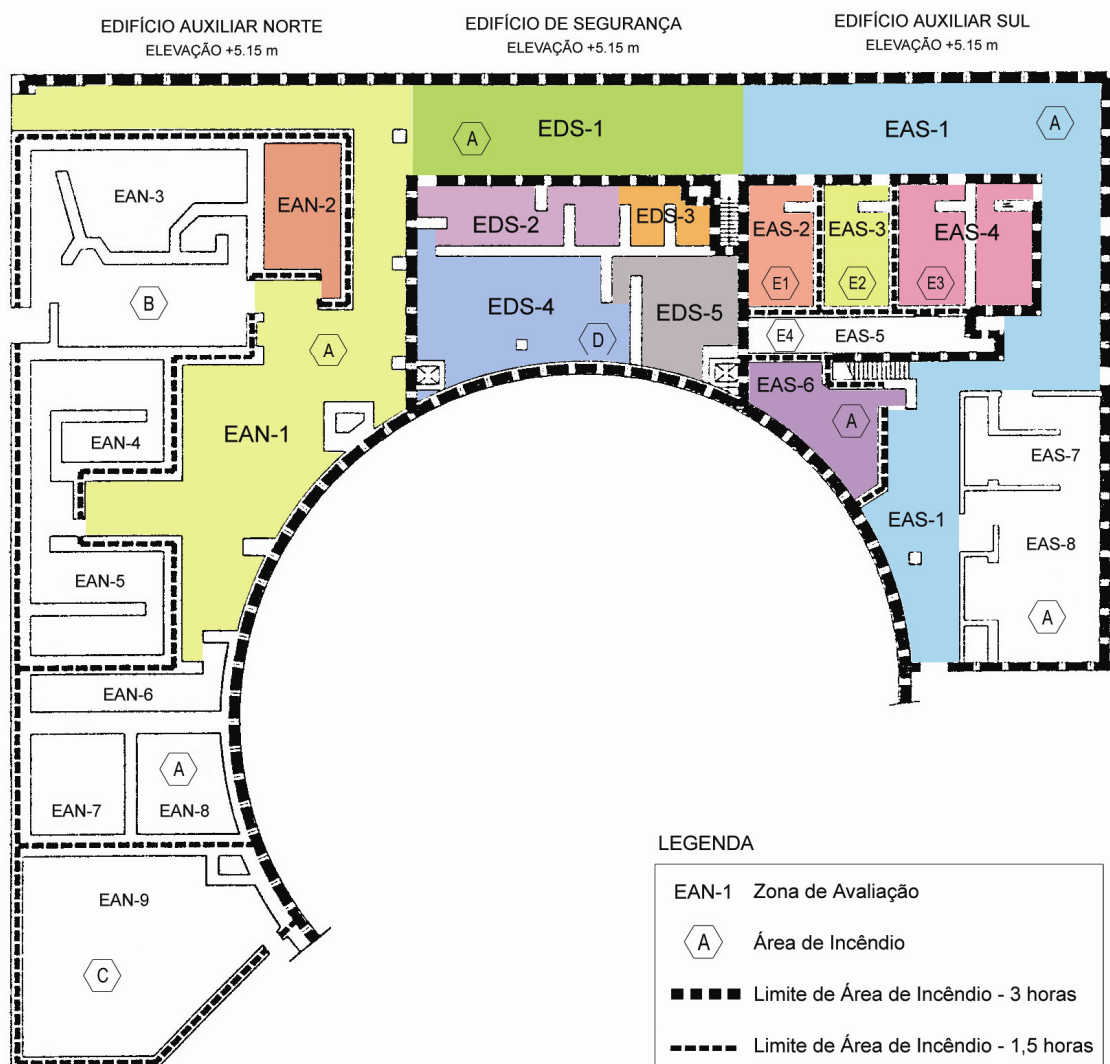 EDIFÍCIO AUXILIAR NORTE
ELEVAÇÃO +5.15 m
EDIFÍCIO DE SEGURANÇA
ELEVAÇÃO +5.15 m
EDIFÍCIO AUXILIAR SUL
ELEVAÇÃO +5.15 m
A
EDS-1
EAS-1
A
EAN-3
EAN-2
EDS-2
EDS-3
EAS-2
EAS-3
EAS-4
E1
E2
E3
B
A
EDS-4
D
EDS-5
E4
EAS-5
EAS-6
A
EAN-4
EAN-1
EAS-7
EAS-1
EAS-8
A
EAN-5
EAN-6
A
EAN-7
EAN-8
EAN-9
C
LEGENDA
EAN-1 Zona de Avaliação
A Área de Incêndio
Limite de Área de Incêndio - 3 horas
Limite de Área de Incêndio - 1,5 horas